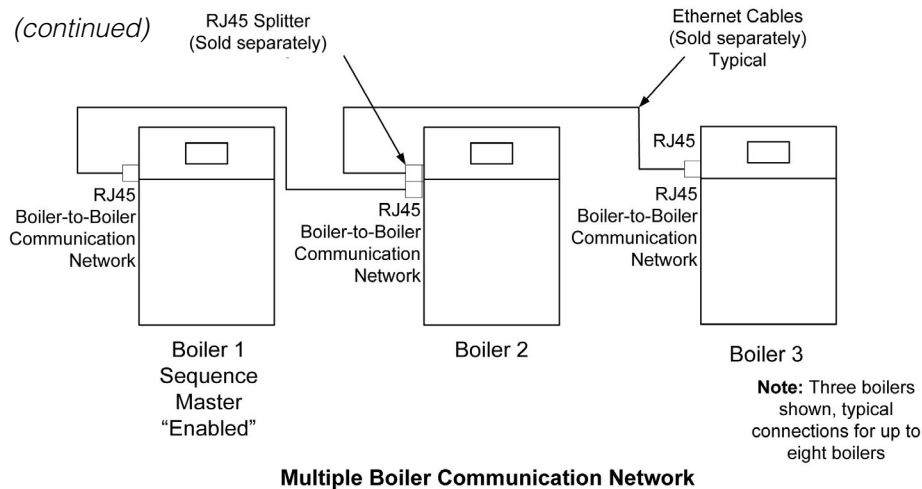 (continued)
RJ45 Splitter
(Sold separately)
Ethernet Cables
(Sold separately)
Typical
RJ45
Boiler-to-Boiler
Communication
Network
RJ45
Boiler-to-Boiler
Communication
Network
RJ45
RJ45
Boiler-to-Boiler
Communication
Network
Boiler 1
Sequence
Master
“Enabled”
Boiler 2
Boiler 3
Note: Three boilers
shown, typical
connections for up to
eight boilers
Multiple Boiler Communication Network